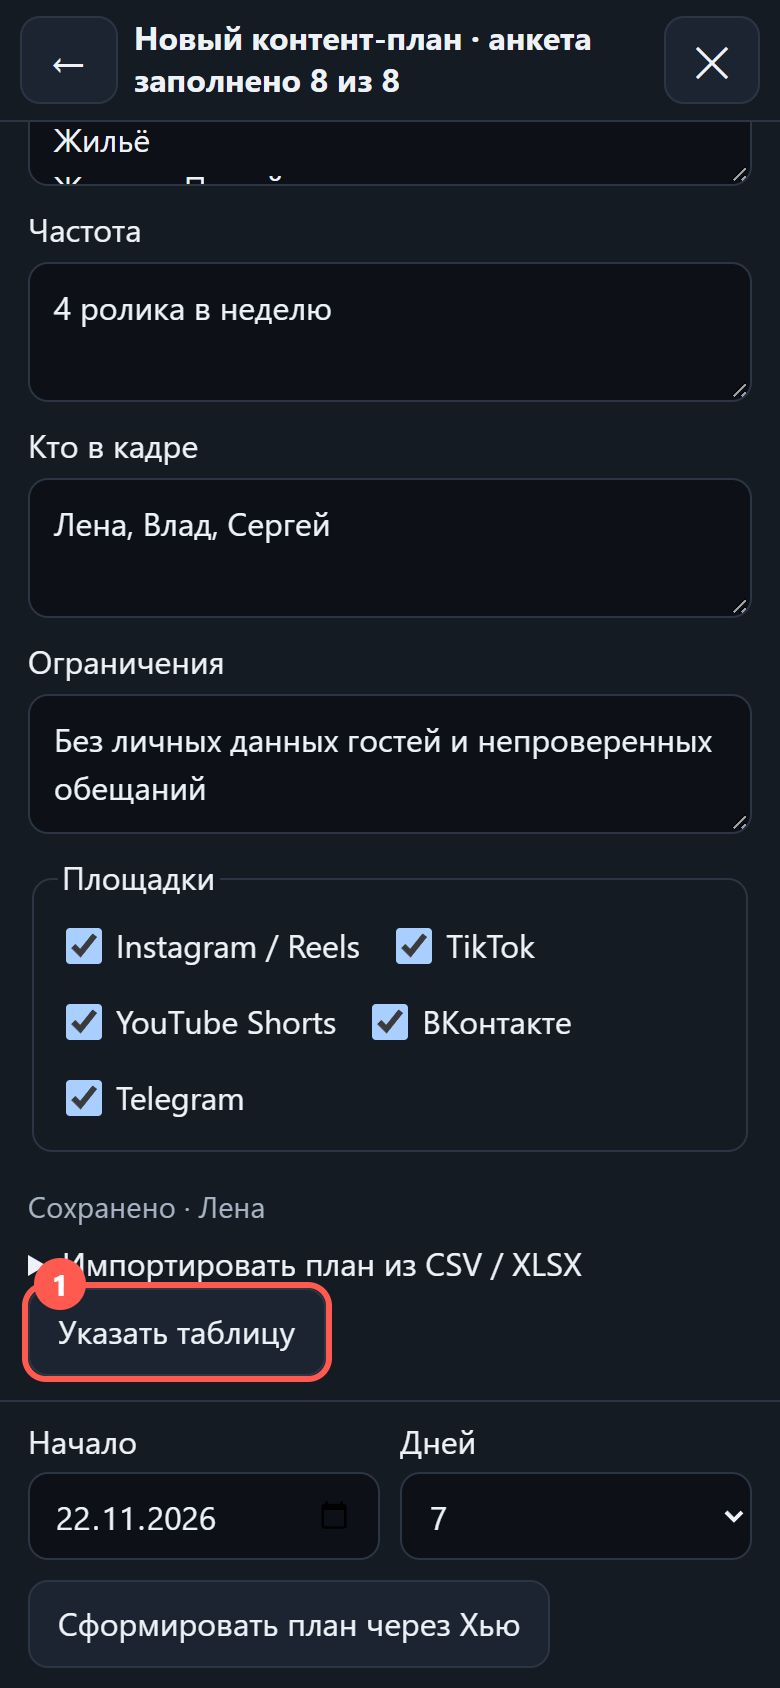 ←
Новый контент-план · анкета
заполнено 8 из 8
Жильё
Частота
4 ролика в неделю
Кто в кадре
Лена, Влад, Сергей
Ограничения
Без личных данных гостей и непроверенных
обещаний
Площадки
Instagram / Reels
TikTok
YouTube Shorts
ВКонтакте
Telegram
Сохранено · Лена
Импортировать план из CSV / XLSX
1
Указать таблицу
Начало
Дней
22.11.2026
7
Сформировать план через Хью